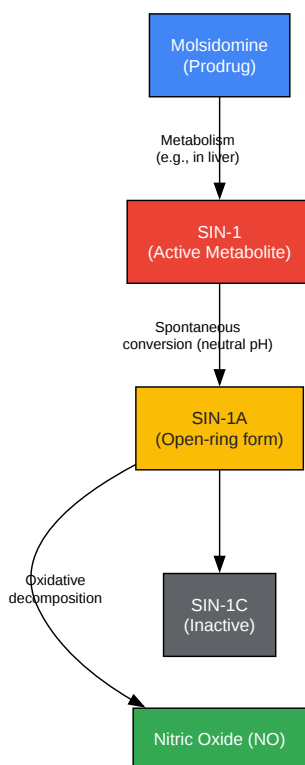 Molsidomine
(Prodrug)
Metabolism
(e.g., in liver)
SIN-1
(Active Metabolite)
Spontaneous
conversion (neutral pH)
SIN-1A
(Open-ring form)
Oxidative
decomposition
SIN-1C
(Inactive)
Nitric Oxide (NO)